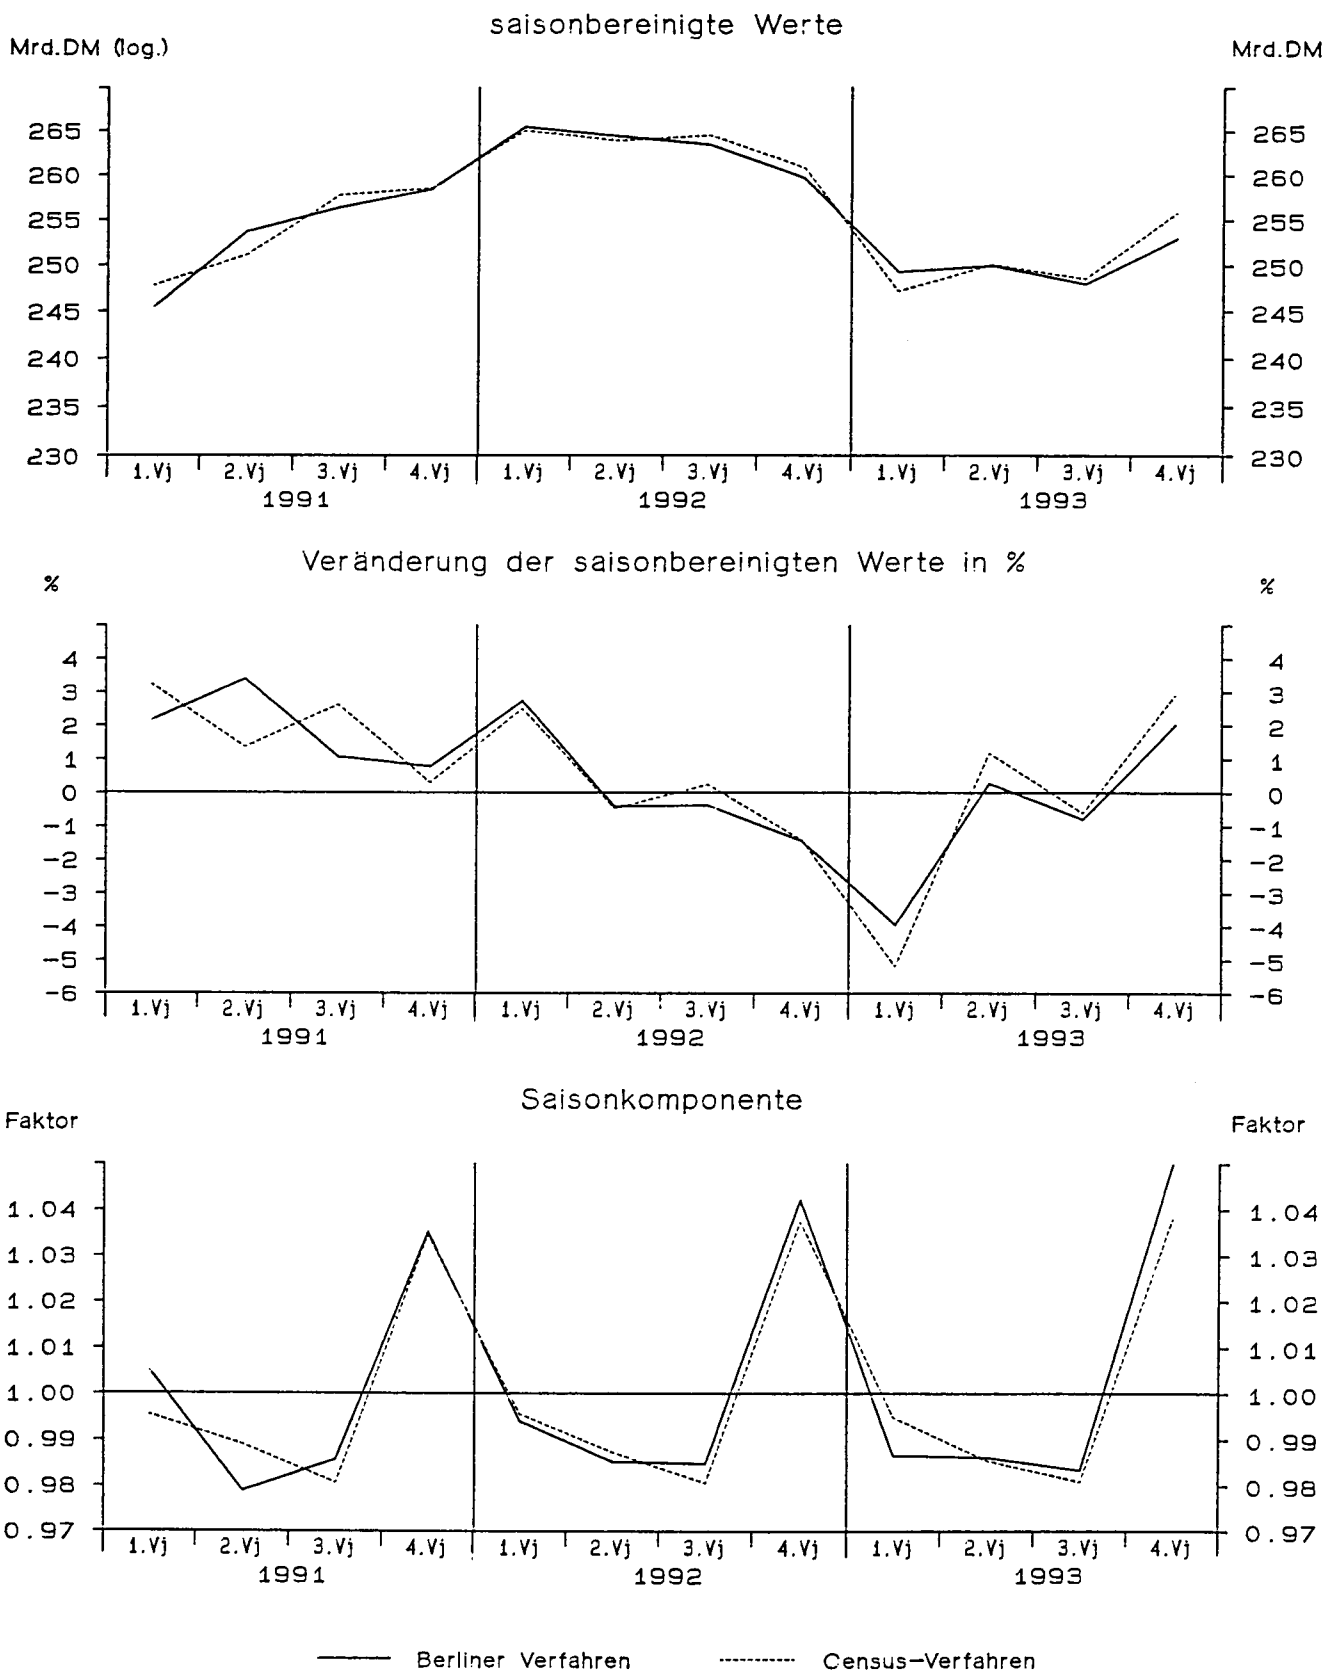 saisonbereinigte Werte
Mrd.DM (log.) Mrd.DM
265 265
260 260
255 255
250 250
245 245
240 240
235 235
230 230
1.Vj 2.Vj 3.Vj 4.Vj 1.Vj 2.Vj 3.Vj 4.Vj 1.Vj 2.Vj 3.Vj 4.Vj
1991 1992 1993
Veränderung der saisonbereinigten Werte in %
% %
4 4
3 3
2 2
1 1
0 0
-1 -1
-2 -2
-3 -3
-4 -4
-5 -5
-6 -6
1.Vj 2.Vj 3.Vj 4.Vj 1.Vj 2.Vj 3.Vj 4.Vj 1.Vj 2.Vj 3.Vj 4.Vj
1991 1992 1993
Saisonkomponente
Faktor Faktor
1.04 1.04
1.03 1.03
1.02 1.02
1.01 1.01
1.00 1.00
0.99 0.99
0.98 0.98
0.97 0.97
1.Vj 2.Vj 3.Vj 4.Vj 1.Vj 2.Vj 3.Vj 4.Vj 1.Vj 2.Vj 3.Vj 4.Vj
1991 1992 1993
Berliner Verfahren Census-Verfahren